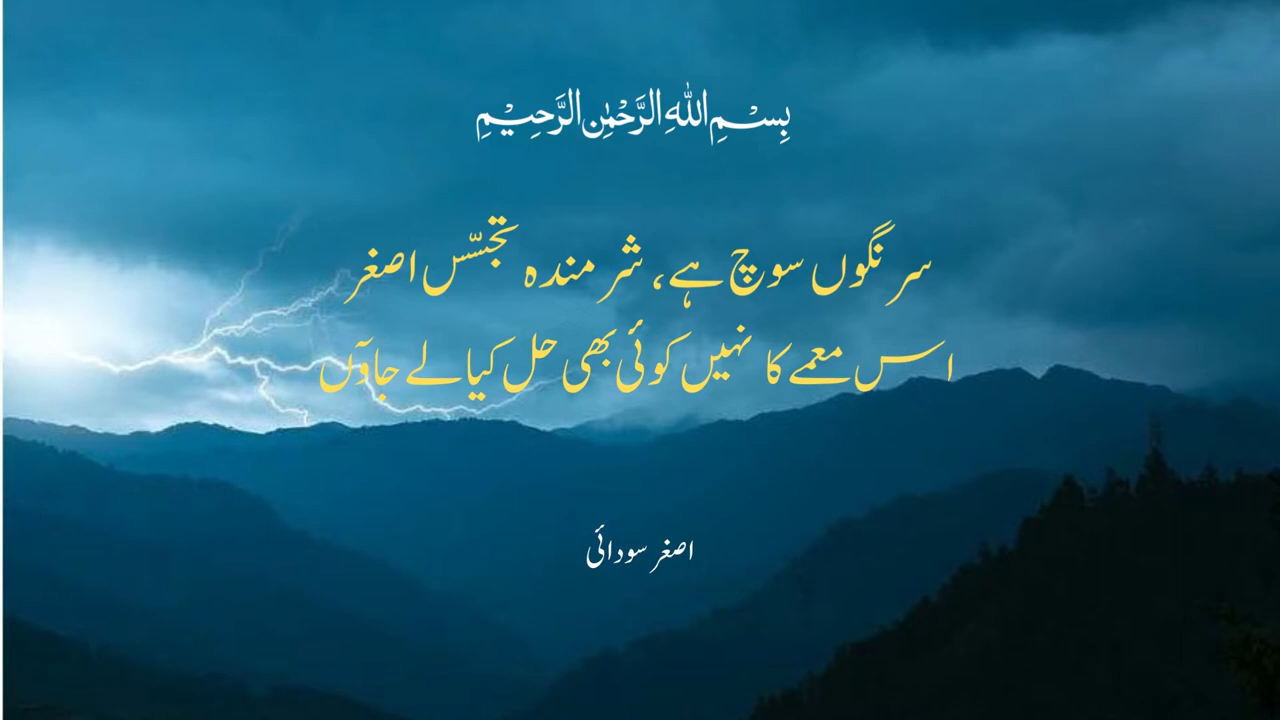 بِسْمِ اللهِ الرَّحْمٰنِ الرَّحِيْمِ
سرنگوں سوچ ہے، شرمندہ تجسّس اصغر
اس معمے کا نہیں کوئی بھی حل کیا لے جاوٓں
اصغر سودائی